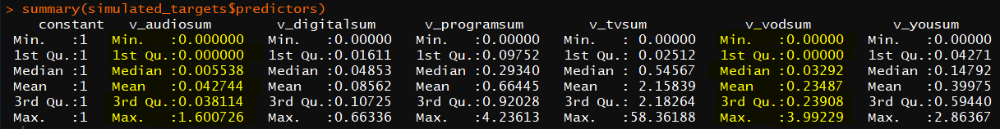 > summary(simulated_targets$predictors)
constant v_audiosum v_digitalsum v_programsum v_tvsum v_vodsum v_yousum
Min. :1 Min. :0.000000 Min. :0.00000 Min. :0.00000 Min. : 0.00000 Min. :0.00000 Min. :0.00000
1st Qu.:1 1st Qu.:0.000000 1st Qu.:0.01611 1st Qu.:0.09752 1st Qu.: 0.02512 1st Qu.:0.00000 1st Qu.:0.04271
Median :1 Median :0.005538 Median :0.04853 Median :0.29340 Median : 0.54567 Median :0.03292 Median :0.14792
Mean :1 Mean :0.042744 Mean :0.08562 Mean :0.66445 Mean : 2.15839 Mean :0.23487 Mean :0.39975
3rd Qu.:1 3rd Qu.:0.038114 3rd Qu.:0.10725 3rd Qu.:0.92028 3rd Qu.: 2.18264 3rd Qu.:0.23908 3rd Qu.:0.59440
Max. :1 Max. :1.600726 Max. :0.66336 Max. :4.23613 Max. :58.36188 Max. :3.99229 Max. :2.86367